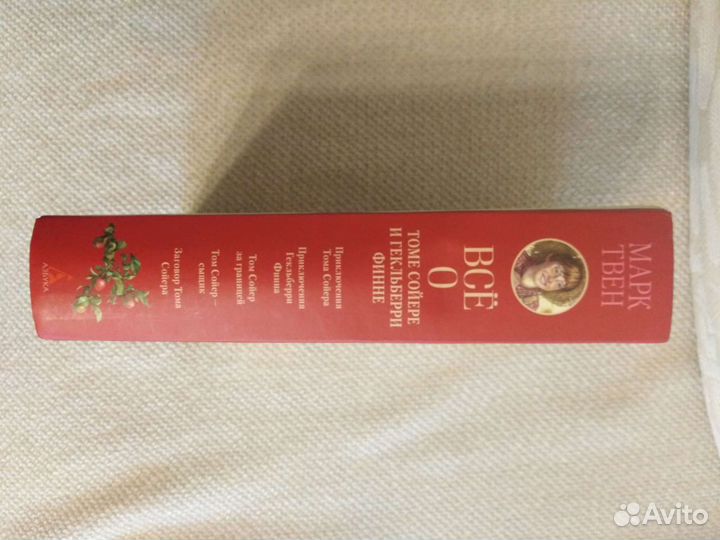 МАРК
ТВЕН
ВСЁ
О
ТОМЕ СОЙЕРЕ
И ГЕКЛЬБЕРРИ
ФИННЕ
Приключения
Тома Сойера
Приключения
Гекльберри
Финна
Том Сойер
за границей
Том Сойер —
сыщик
Заговор Тома
Сойера
АЗБУКА
Avito